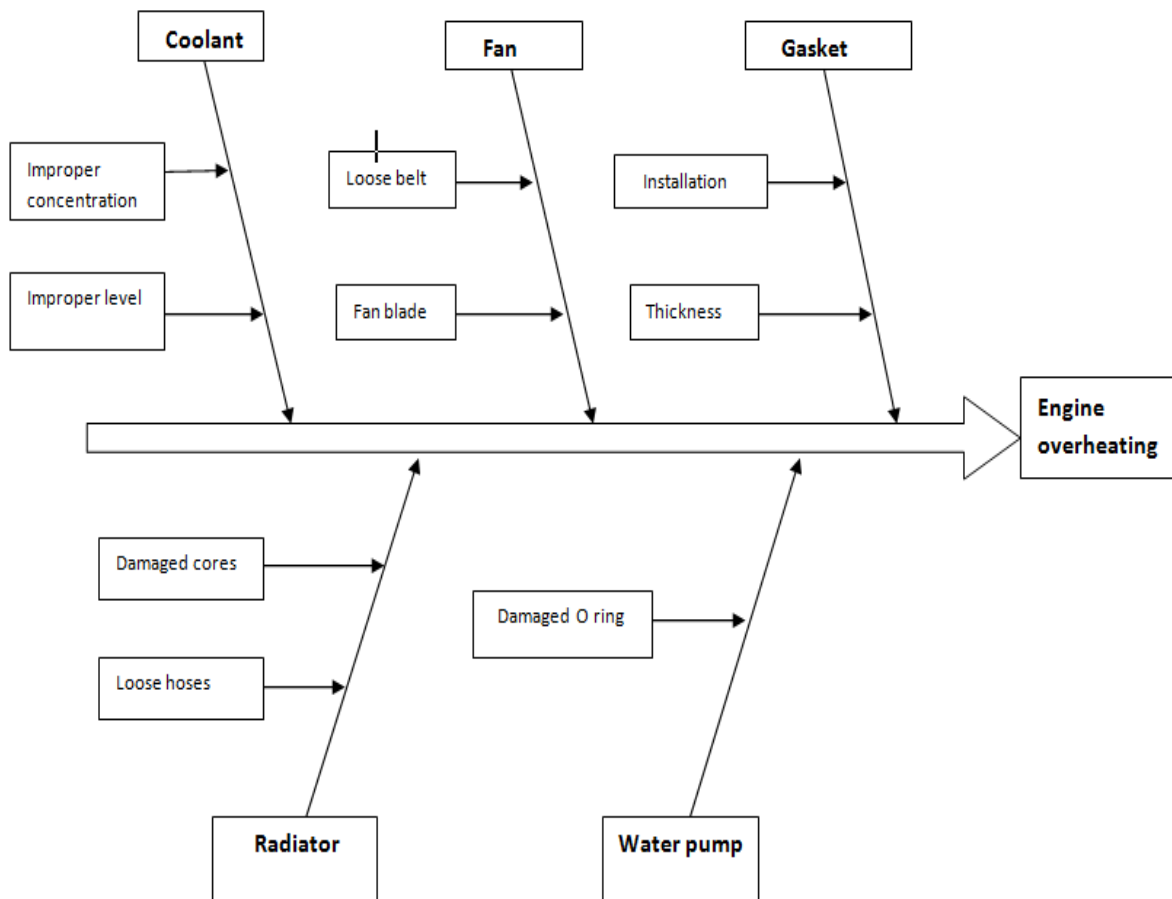 Coolant
Fan
Gasket
Improper
concentration
Loose belt
Installation
Improper level
Fan blade
Thickness
Engine
overheating
Damaged cores
Damaged O ring
Loose hoses
Radiator
Water pump